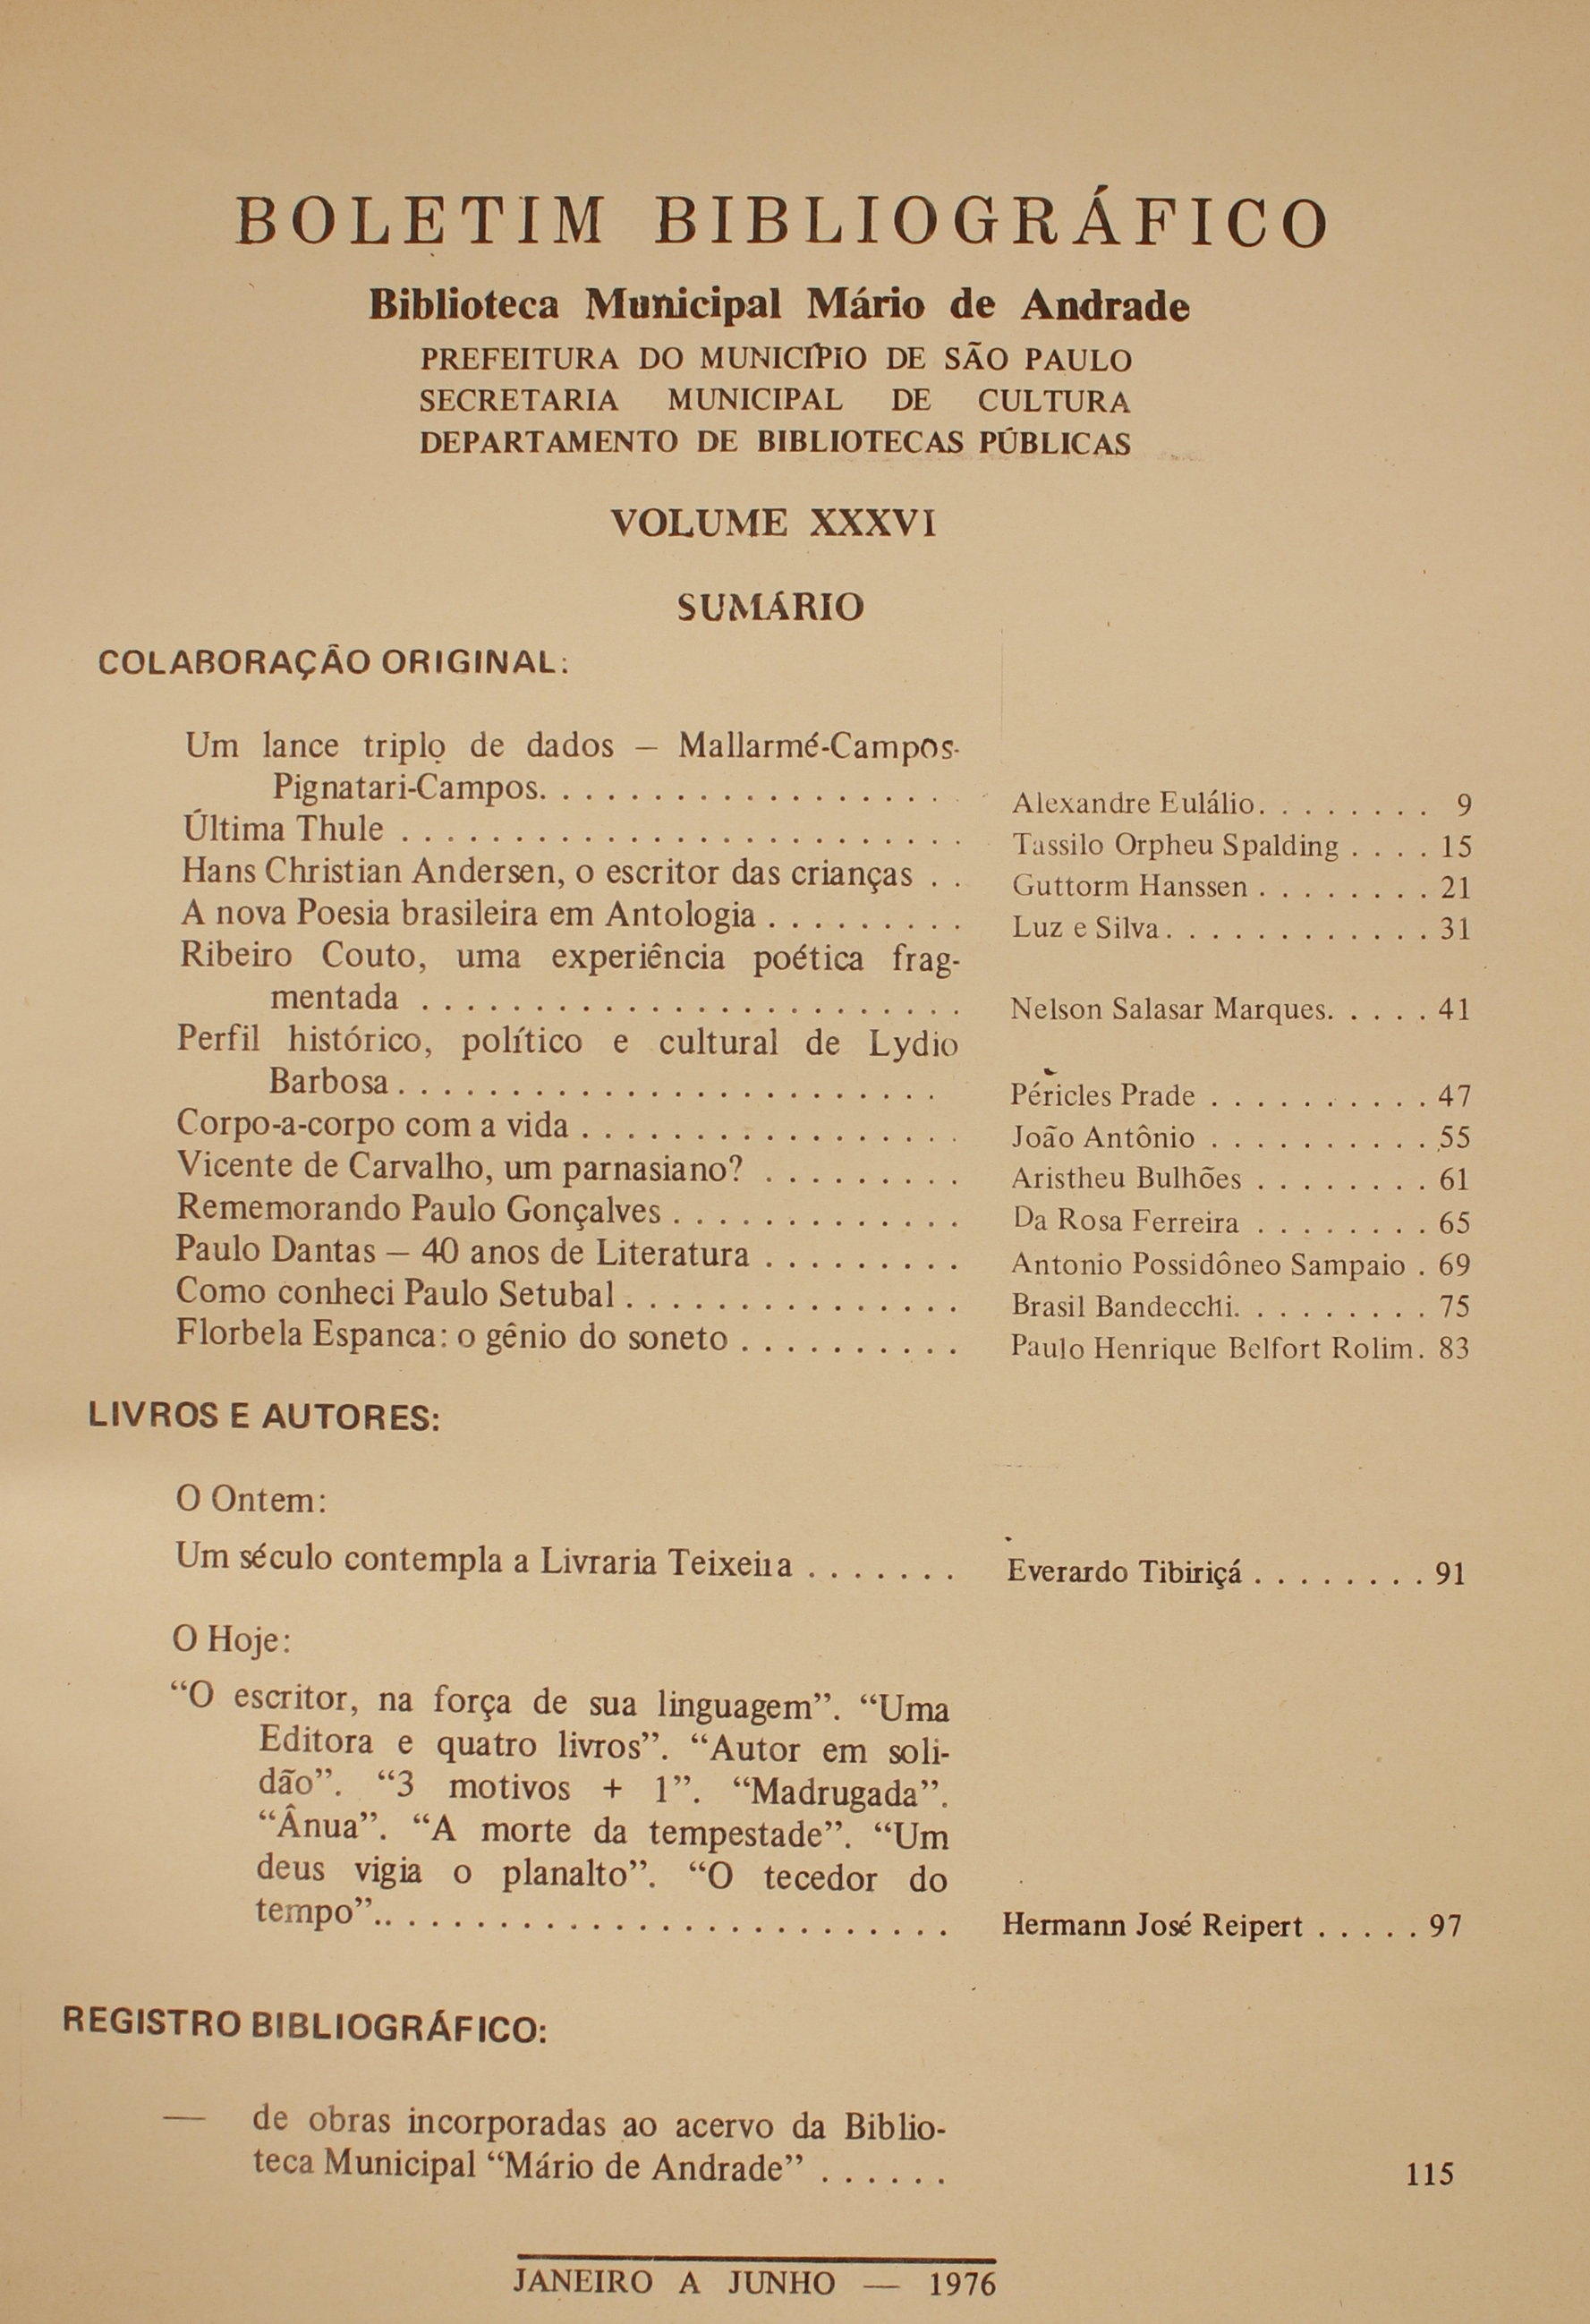 BOLETIM BIBLIOGRÁFICO
Biblioteca Municipal Mário de Andrade
PREFEITURA DO MUNICÍPIO DE SÃO PAULO
SECRETARIA MUNICIPAL DE CULTURA
DEPARTAMENTO DE BIBLIOTECAS PÚBLICAS
VOLUME XXXVI
SUMÁRIO
COLABORAÇÃO ORIGINAL:
Um lance triplo de dados — Mallarmé-Campos-
Pignatari-Campos. . . . . . . . . . . . . . . . . . Alexandre Eulálio. . . . . . . . 9
Última Thule . . . . . . . . . . . . . . . . . . . . . . Tassilo Orpheu Spalding . . . . 15
Hans Christian Andersen, o escritor das crianças . . Guttorm Hanssen . . . . . . . . 21
A nova Poesia brasileira em Antologia . . . . . . . . . Luz e Silva. . . . . . . . . . . . 31
Ribeiro Couto, uma experiência poética frag-
mentada . . . . . . . . . . . . . . . . . . . . . . . . Nelson Salasar Marques. . . . . 41
Perfil histórico, político e cultural de Lydio
Barbosa . . . . . . . . . . . . . . . . . . . . . . . . Péricles Prade . . . . . . . . . . 47
Corpo-a-corpo com a vida . . . . . . . . . . . . . . . . . João Antônio . . . . . . . . . . 55
Vicente de Carvalho, um parnasiano? . . . . . . . . . Aristheu Bulhões . . . . . . . . 61
Rememorando Paulo Gonçalves . . . . . . . . . . . . . Da Rosa Ferreira . . . . . . . . 65
Paulo Dantas — 40 anos de Literatura . . . . . . . . . Antonio Possidôneo Sampaio . 69
Como conheci Paulo Setubal . . . . . . . . . . . . . . . Brasil Bandecchi. . . . . . . . . 75
Florbela Espanca: o gênio do soneto . . . . . . . . . . Paulo Henrique Belfort Rolim. 83
LIVROS E AUTORES:
O Ontem:
Um século contempla a Livraria Teixeira . . . . . . . Everardo Tibiriçá . . . . . . . . 91
O Hoje:
“O escritor, na força de sua linguagem”. “Uma
Editora e quatro livros”. “Autor em soli-
dão”. “3 motivos + 1”. “Madrugada”.
“Ânua”. “A morte da tempestade”. “Um
deus vigia o planalto”. “O tecedor do
tempo”.. . . . . . . . . . . . . . . . . . . . . . . . . Hermann José Reipert . . . . . 97
REGISTRO BIBLIOGRÁFICO:
— de obras incorporadas ao acervo da Biblio-
teca Municipal “Mário de Andrade” . . . . . . 115
JANEIRO A JUNHO — 1976